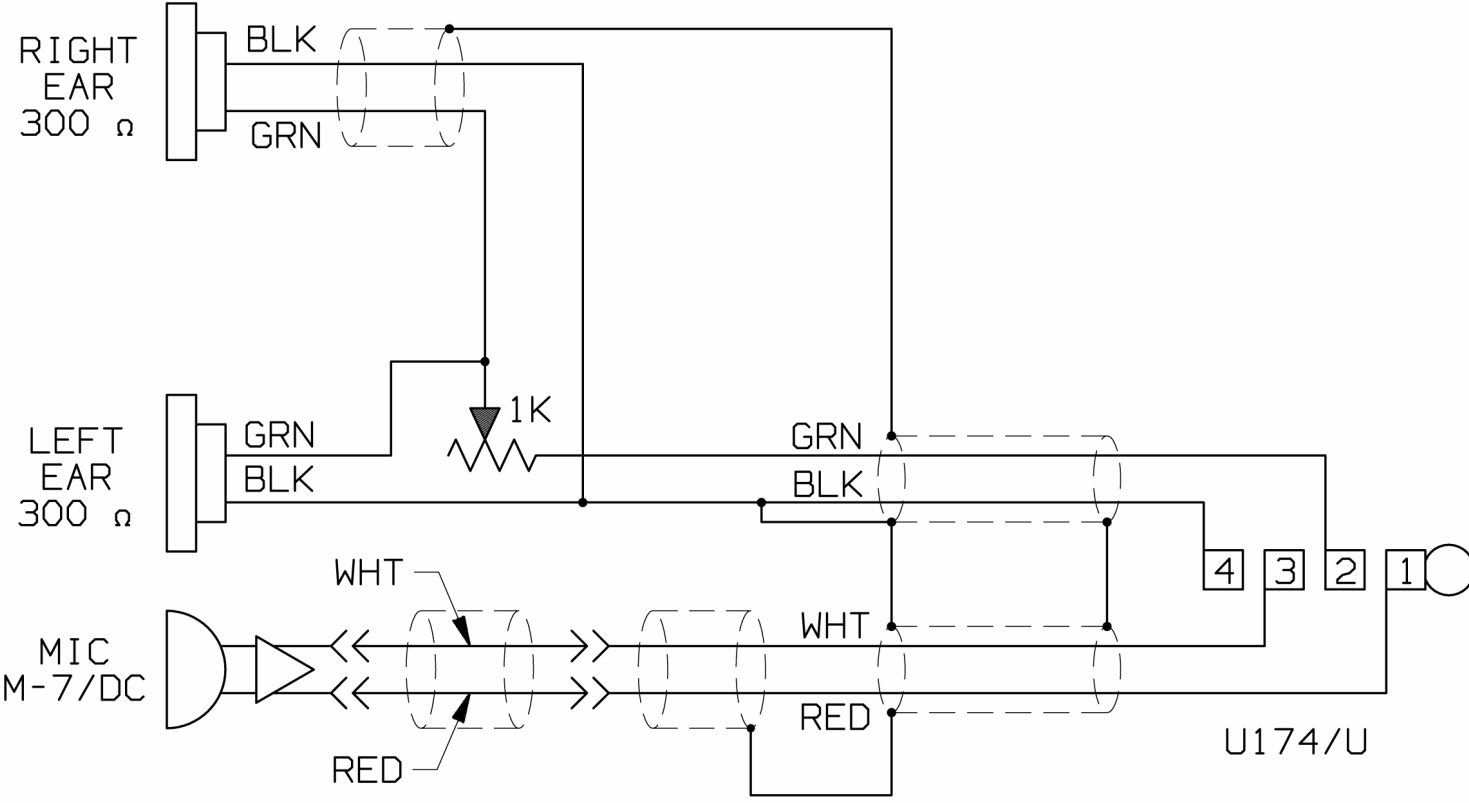 RIGHT
EAR
300 Ω
BLK
GRN
1K
LEFT
EAR
300 Ω
GRN
BLK
GRN
BLK
4
3
2
1
WHT
MIC
M-7/DC
RED
WHT
RED
U174/U